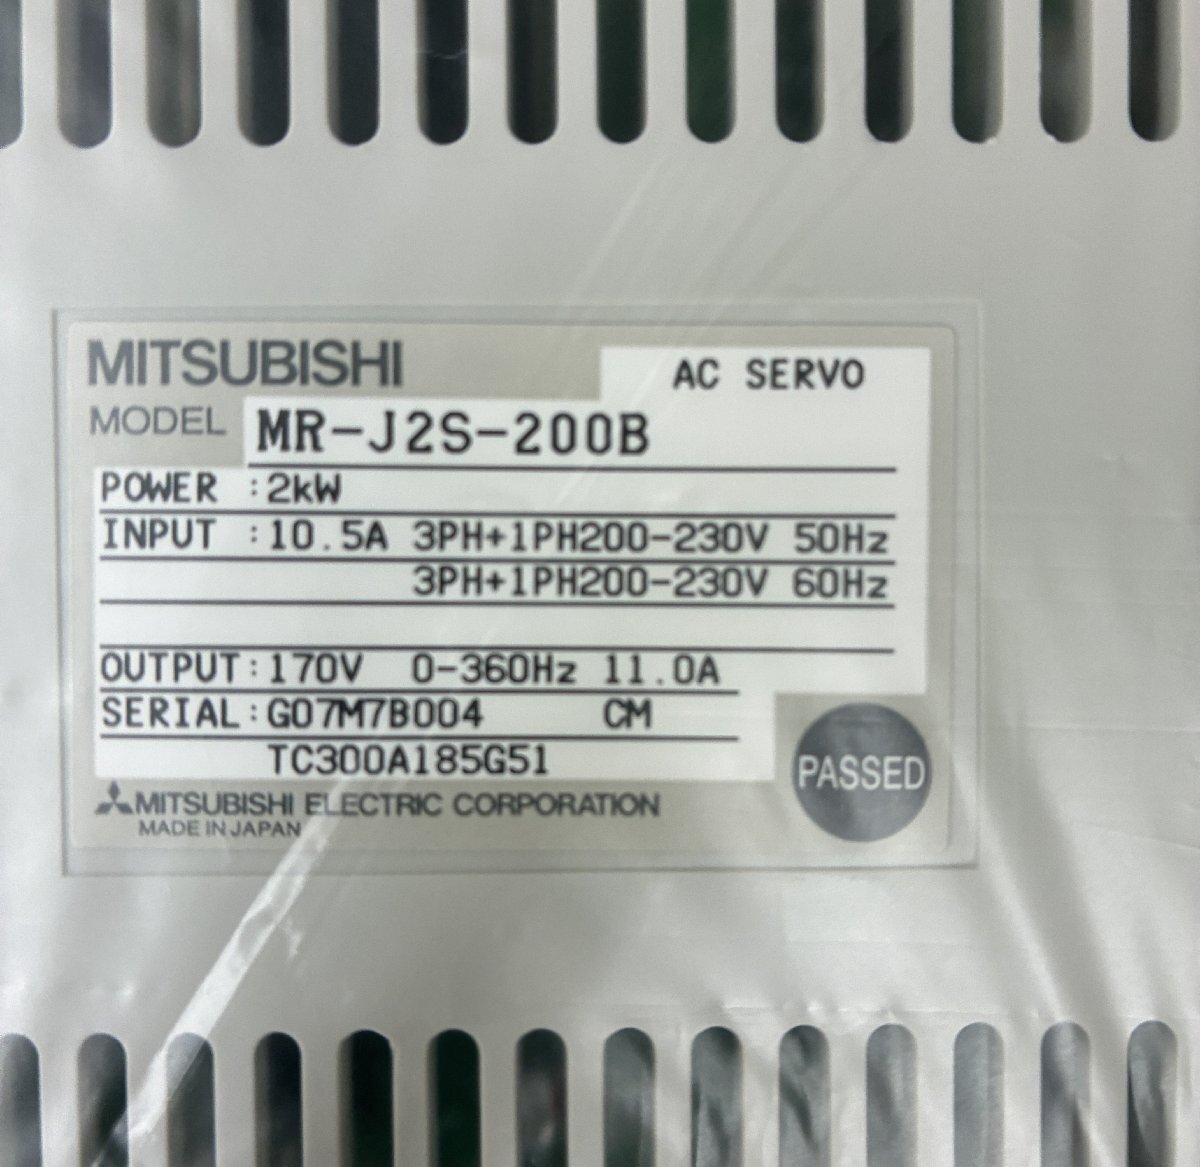 MITSUBISHI
AC SERVO
MODEL MR-J2S-200B
POWER :2kW
INPUT :10.5A 3PH+1PH200-230V 50Hz
3PH+1PH200-230V 60Hz
OUTPUT:170V 0-360Hz 11.0A
SERIAL:G07M7B004 CM
TC300A185G51
PASSED
MITSUBISHI ELECTRIC CORPORATION
MADE IN JAPAN